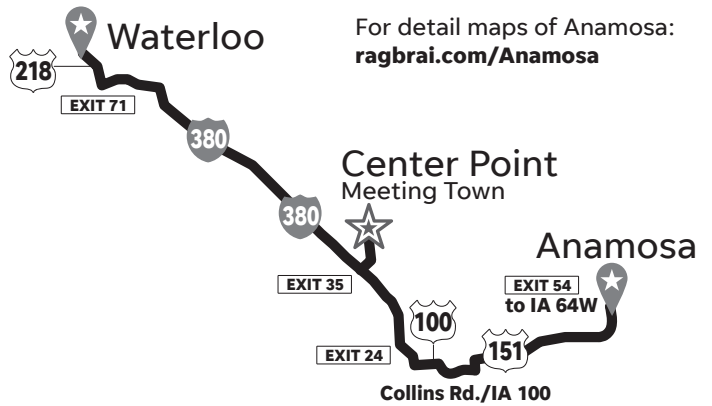 Waterloo
For detail maps of Anamosa:
ragbrai.com/Anamosa
218
EXIT 71
380
Center Point
Meeting Town
380
Anamosa
EXIT 35
EXIT 54
to IA 64W
100
EXIT 24
151
Collins Rd./IA 100